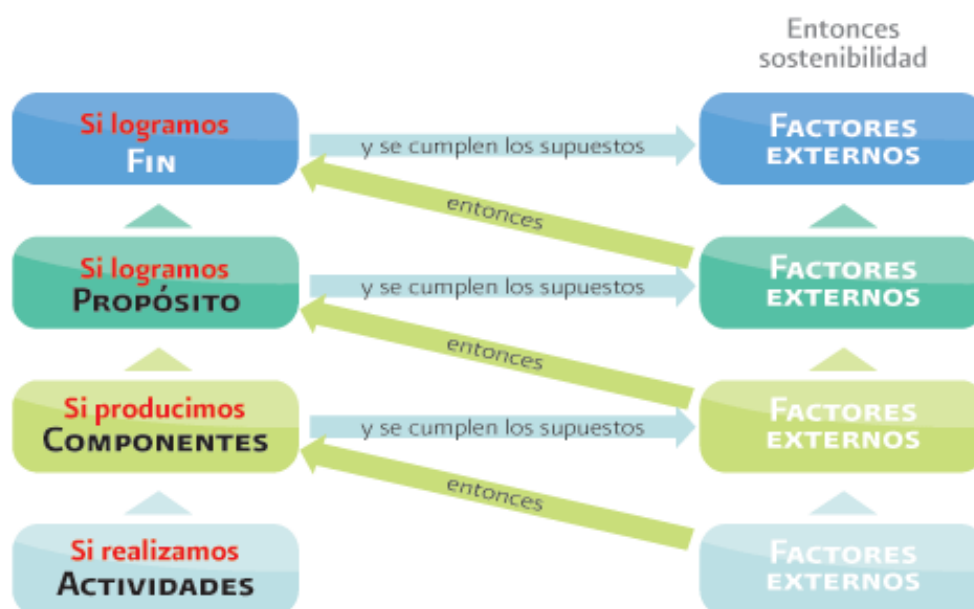 Entonces
sostenibilidad
Si logramos
FIN
y se cumplen los supuestos
FACTORES
EXTERNOS
entonces
Si logramos
PROPÓSITO
y se cumplen los supuestos
FACTORES
EXTERNOS
entonces
Si producimos
COMPONENTES
y se cumplen los supuestos
FACTORES
EXTERNOS
entonces
Si realizamos
ACTIVIDADES
FACTORES
EXTERNOS